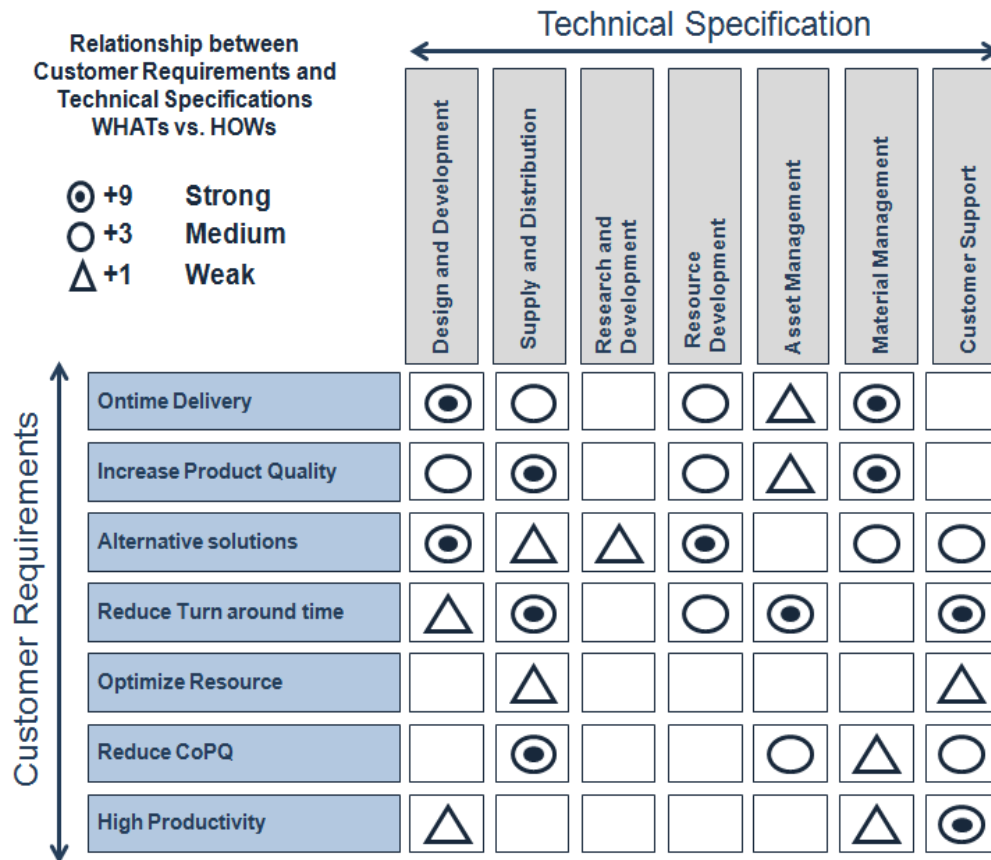 Technical Specification
Relationship between
Customer Requirements and
Technical Specifications
WHATs vs. HOWs
+9 Strong
+3 Medium
+1 Weak
Design and Development
Supply and Distribution
Research and
Development
Resource
Development
Asset Management
Material Management
Customer Support
Customer Requirements
Ontime Delivery
Increase Product Quality
Alternative solutions
Reduce Turn around time
Optimize Resource
Reduce CoPQ
High Productivity